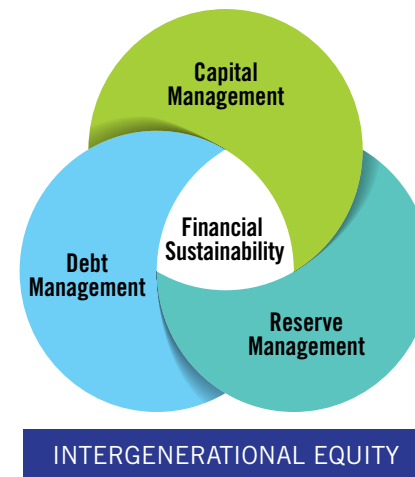 Capital
Management
Financial
Sustainability
Debt
Management
Reserve
Management
INTERGENERATIONAL EQUITY